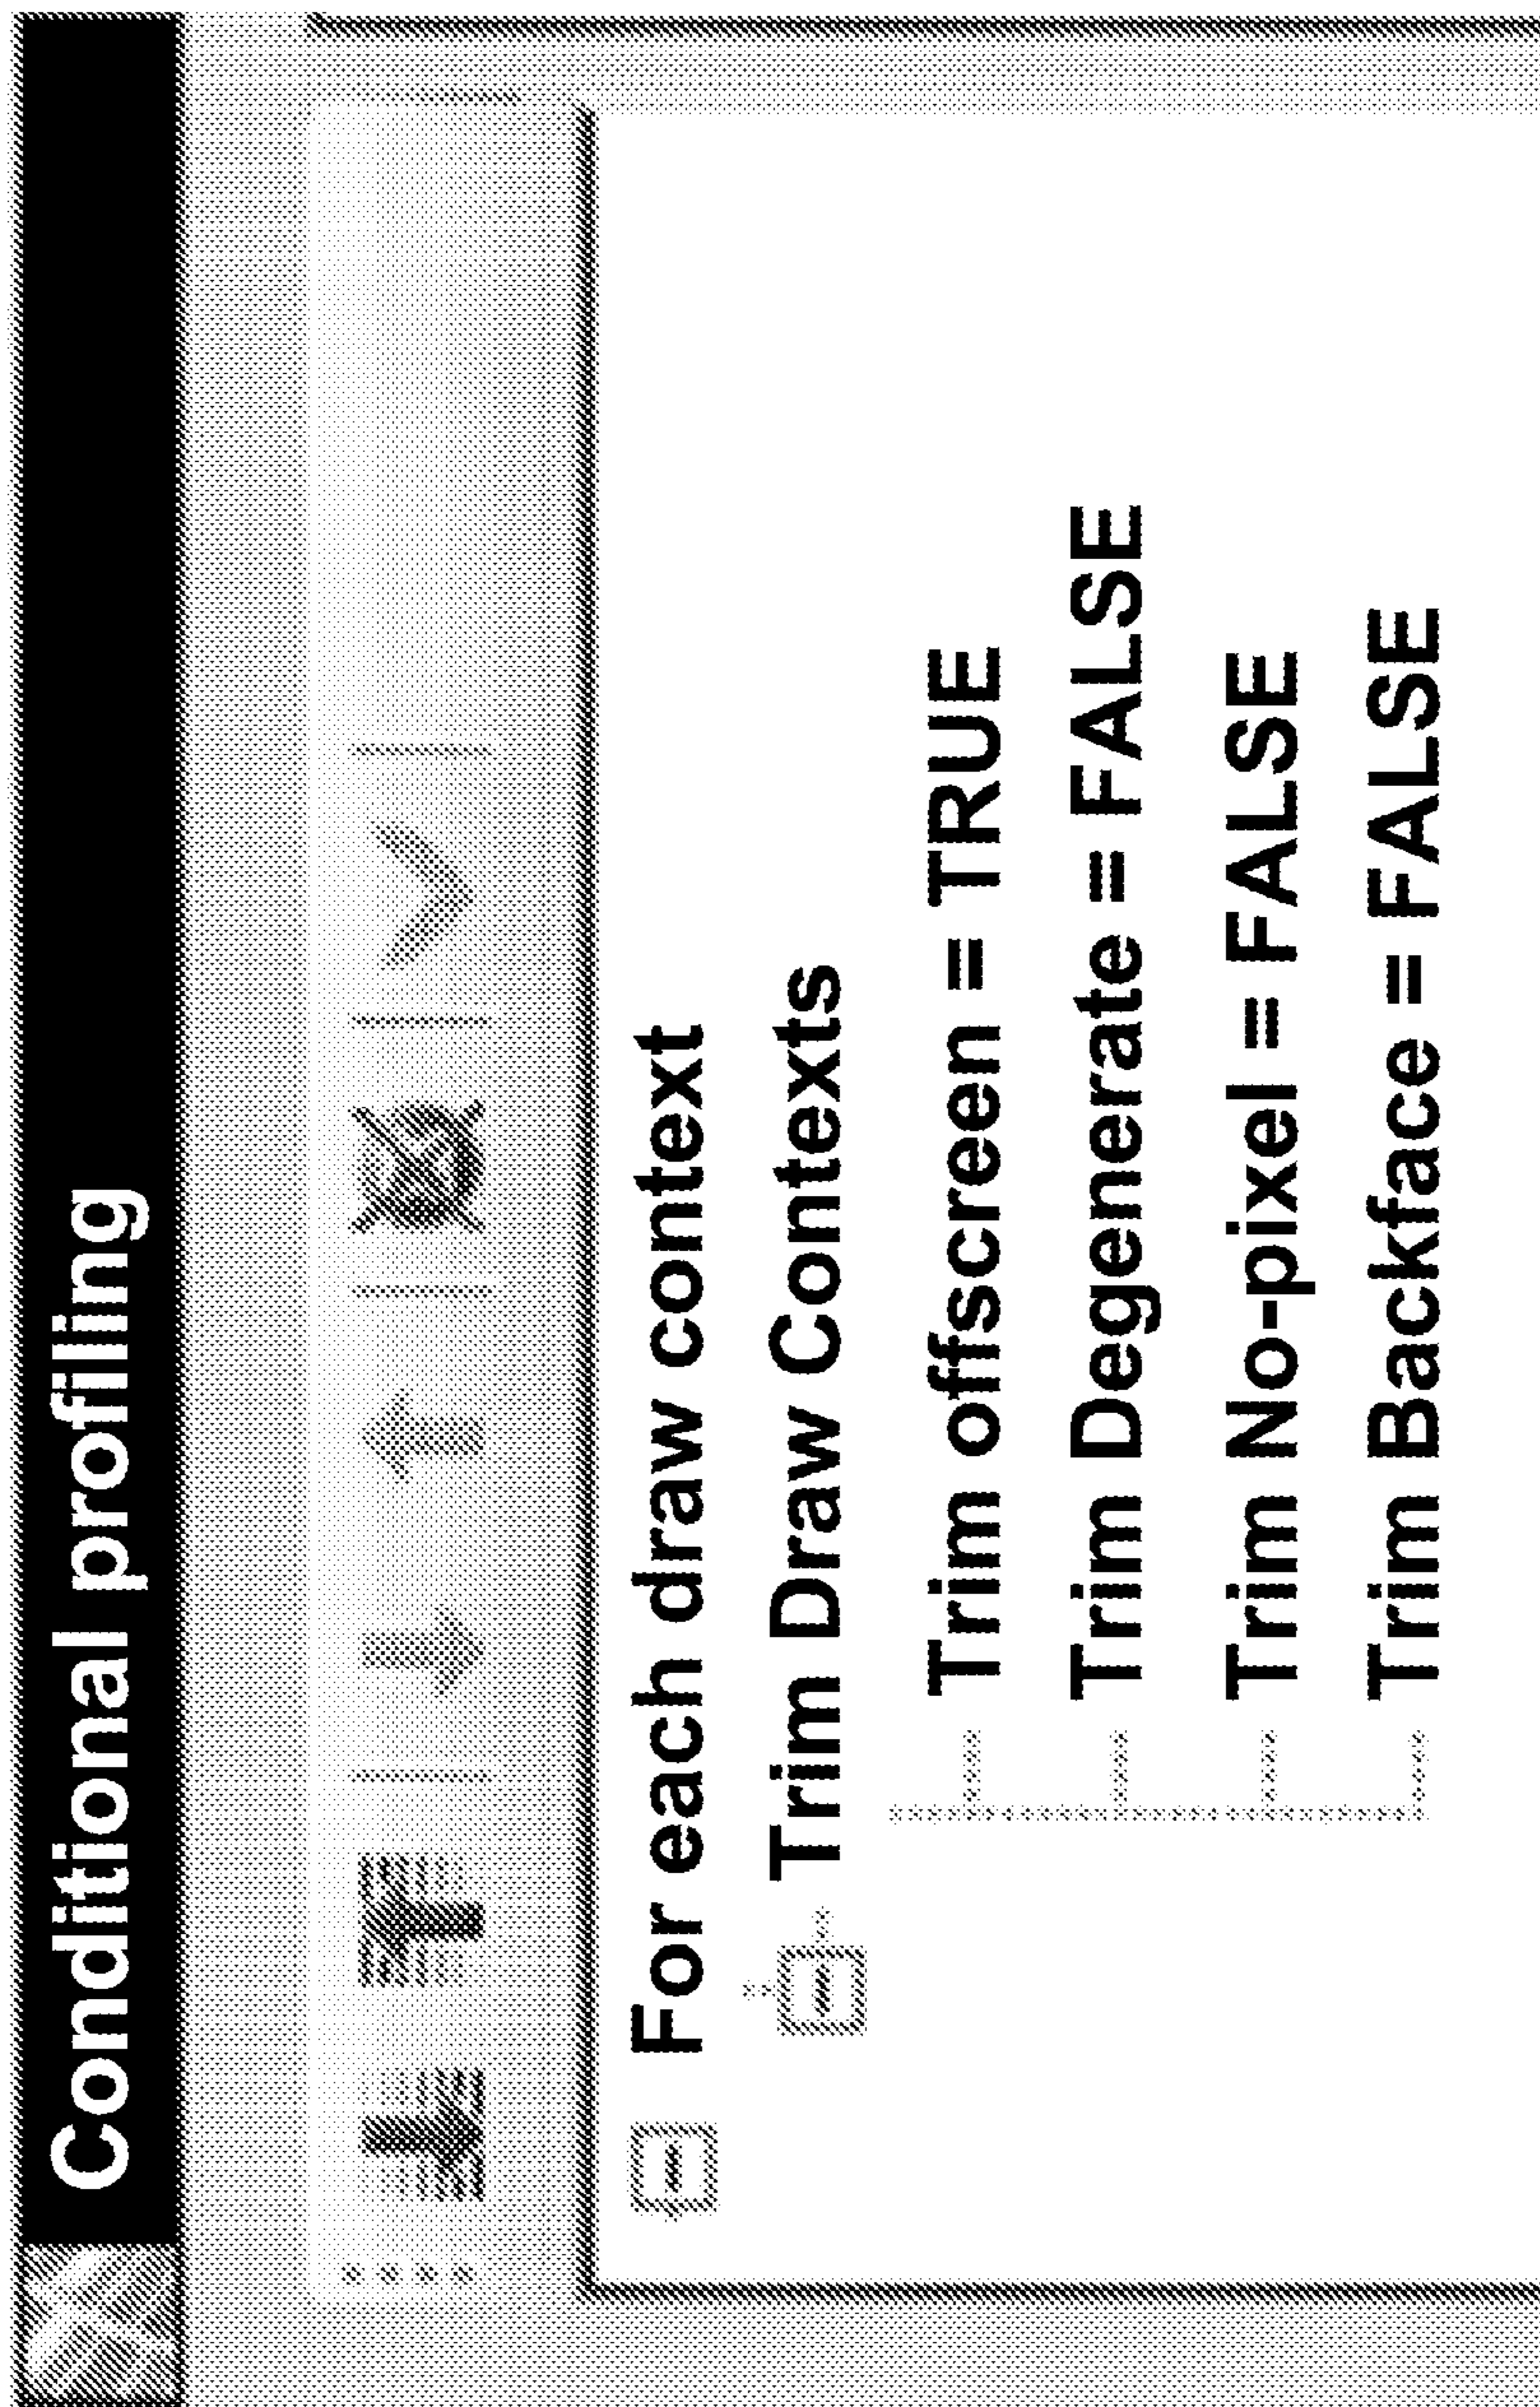 Conditional profiling
For each draw context
Trim Draw Contexts
Trim offscreen = TRUE
Trim Degenerate = FALSE
Trim No-pixel = FALSE
Trim Backface = FALSE